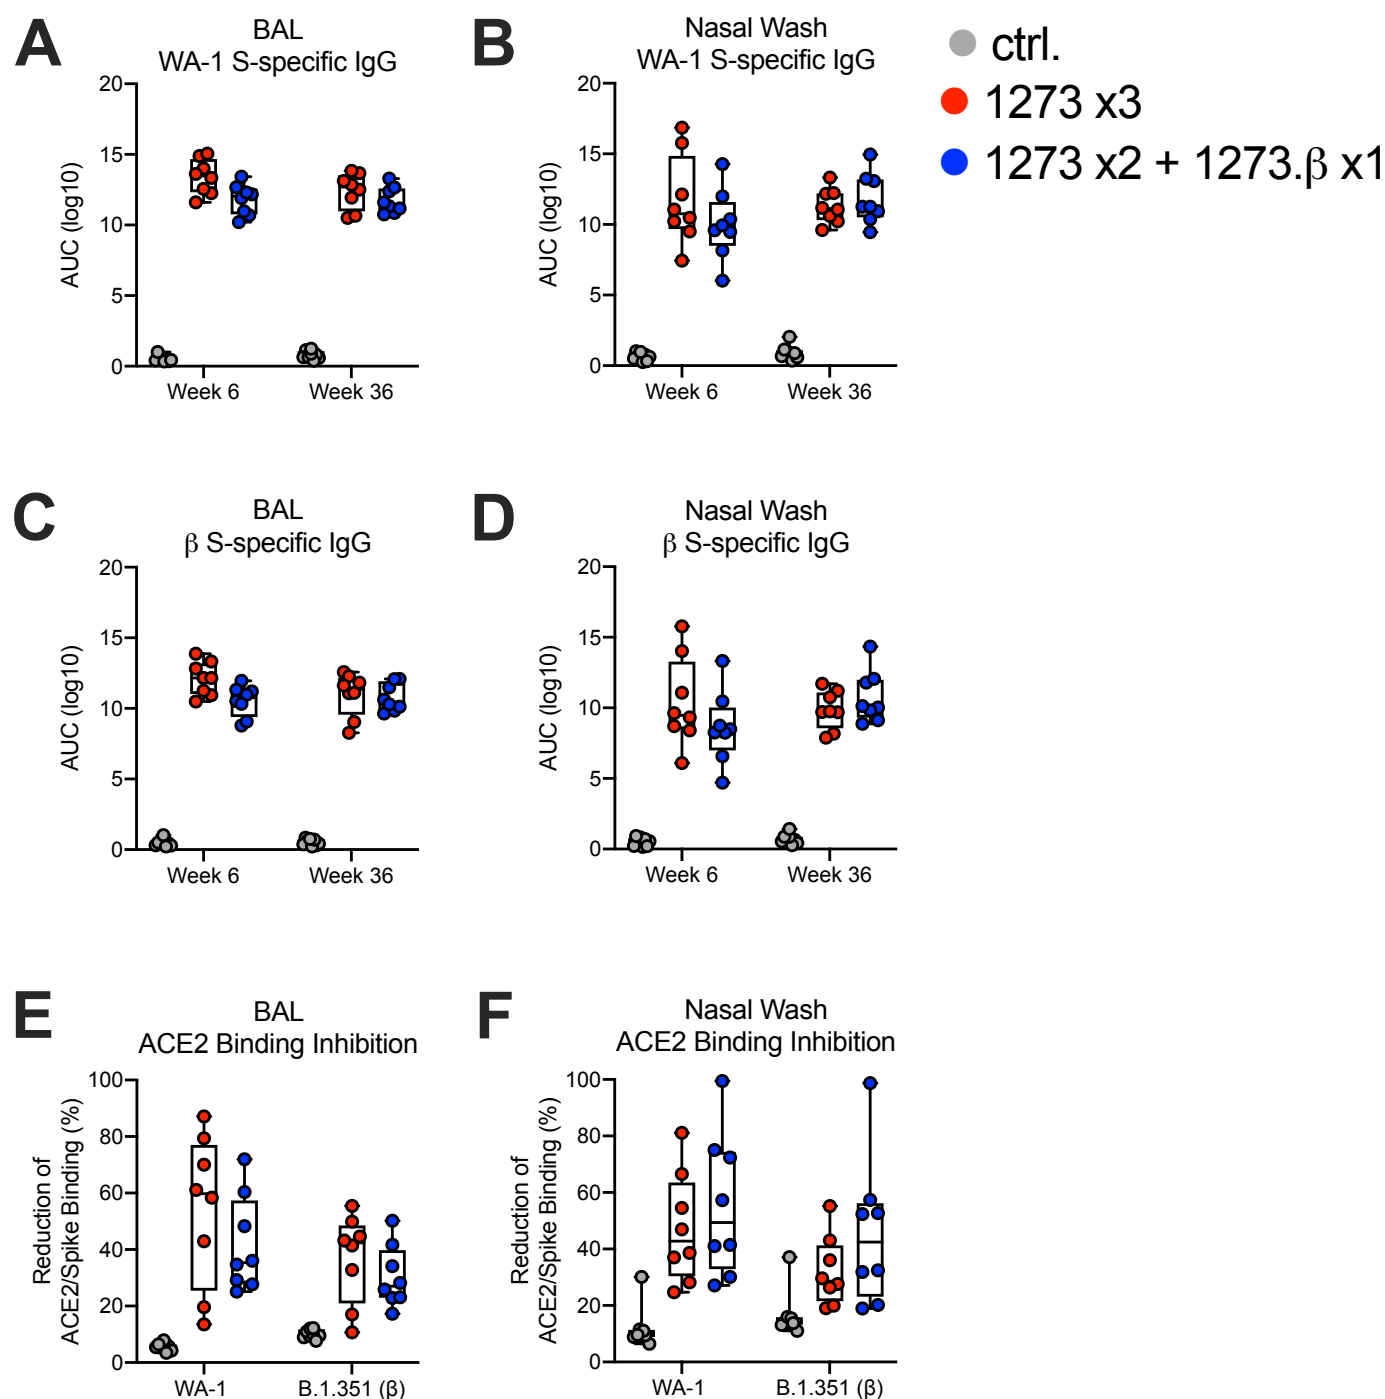 A
BAL
WA-1 S-specific IgG
AUC (log10)
20
15
10
5
0
Week 6
Week 36
B
Nasal Wash
WA-1 S-specific IgG
AUC (log10)
20
15
10
5
0
Week 6
Week 36
ctrl.
1273 x3
1273 x2 + 1273.β x1
C
BAL
β S-specific IgG
AUC (log10)
20
15
10
5
0
Week 6
Week 36
D
Nasal Wash
β S-specific IgG
AUC (log10)
20
15
10
5
0
Week 6
Week 36
E
BAL
ACE2 Binding Inhibition
Reduction of
ACE2/Spike Binding (%)
100
80
60
40
20
0
WA-1
B.1.351 (β)
F
Nasal Wash
ACE2 Binding Inhibition
Reduction of
ACE2/Spike Binding (%)
100
80
60
40
20
0
WA-1
B.1.351 (β)